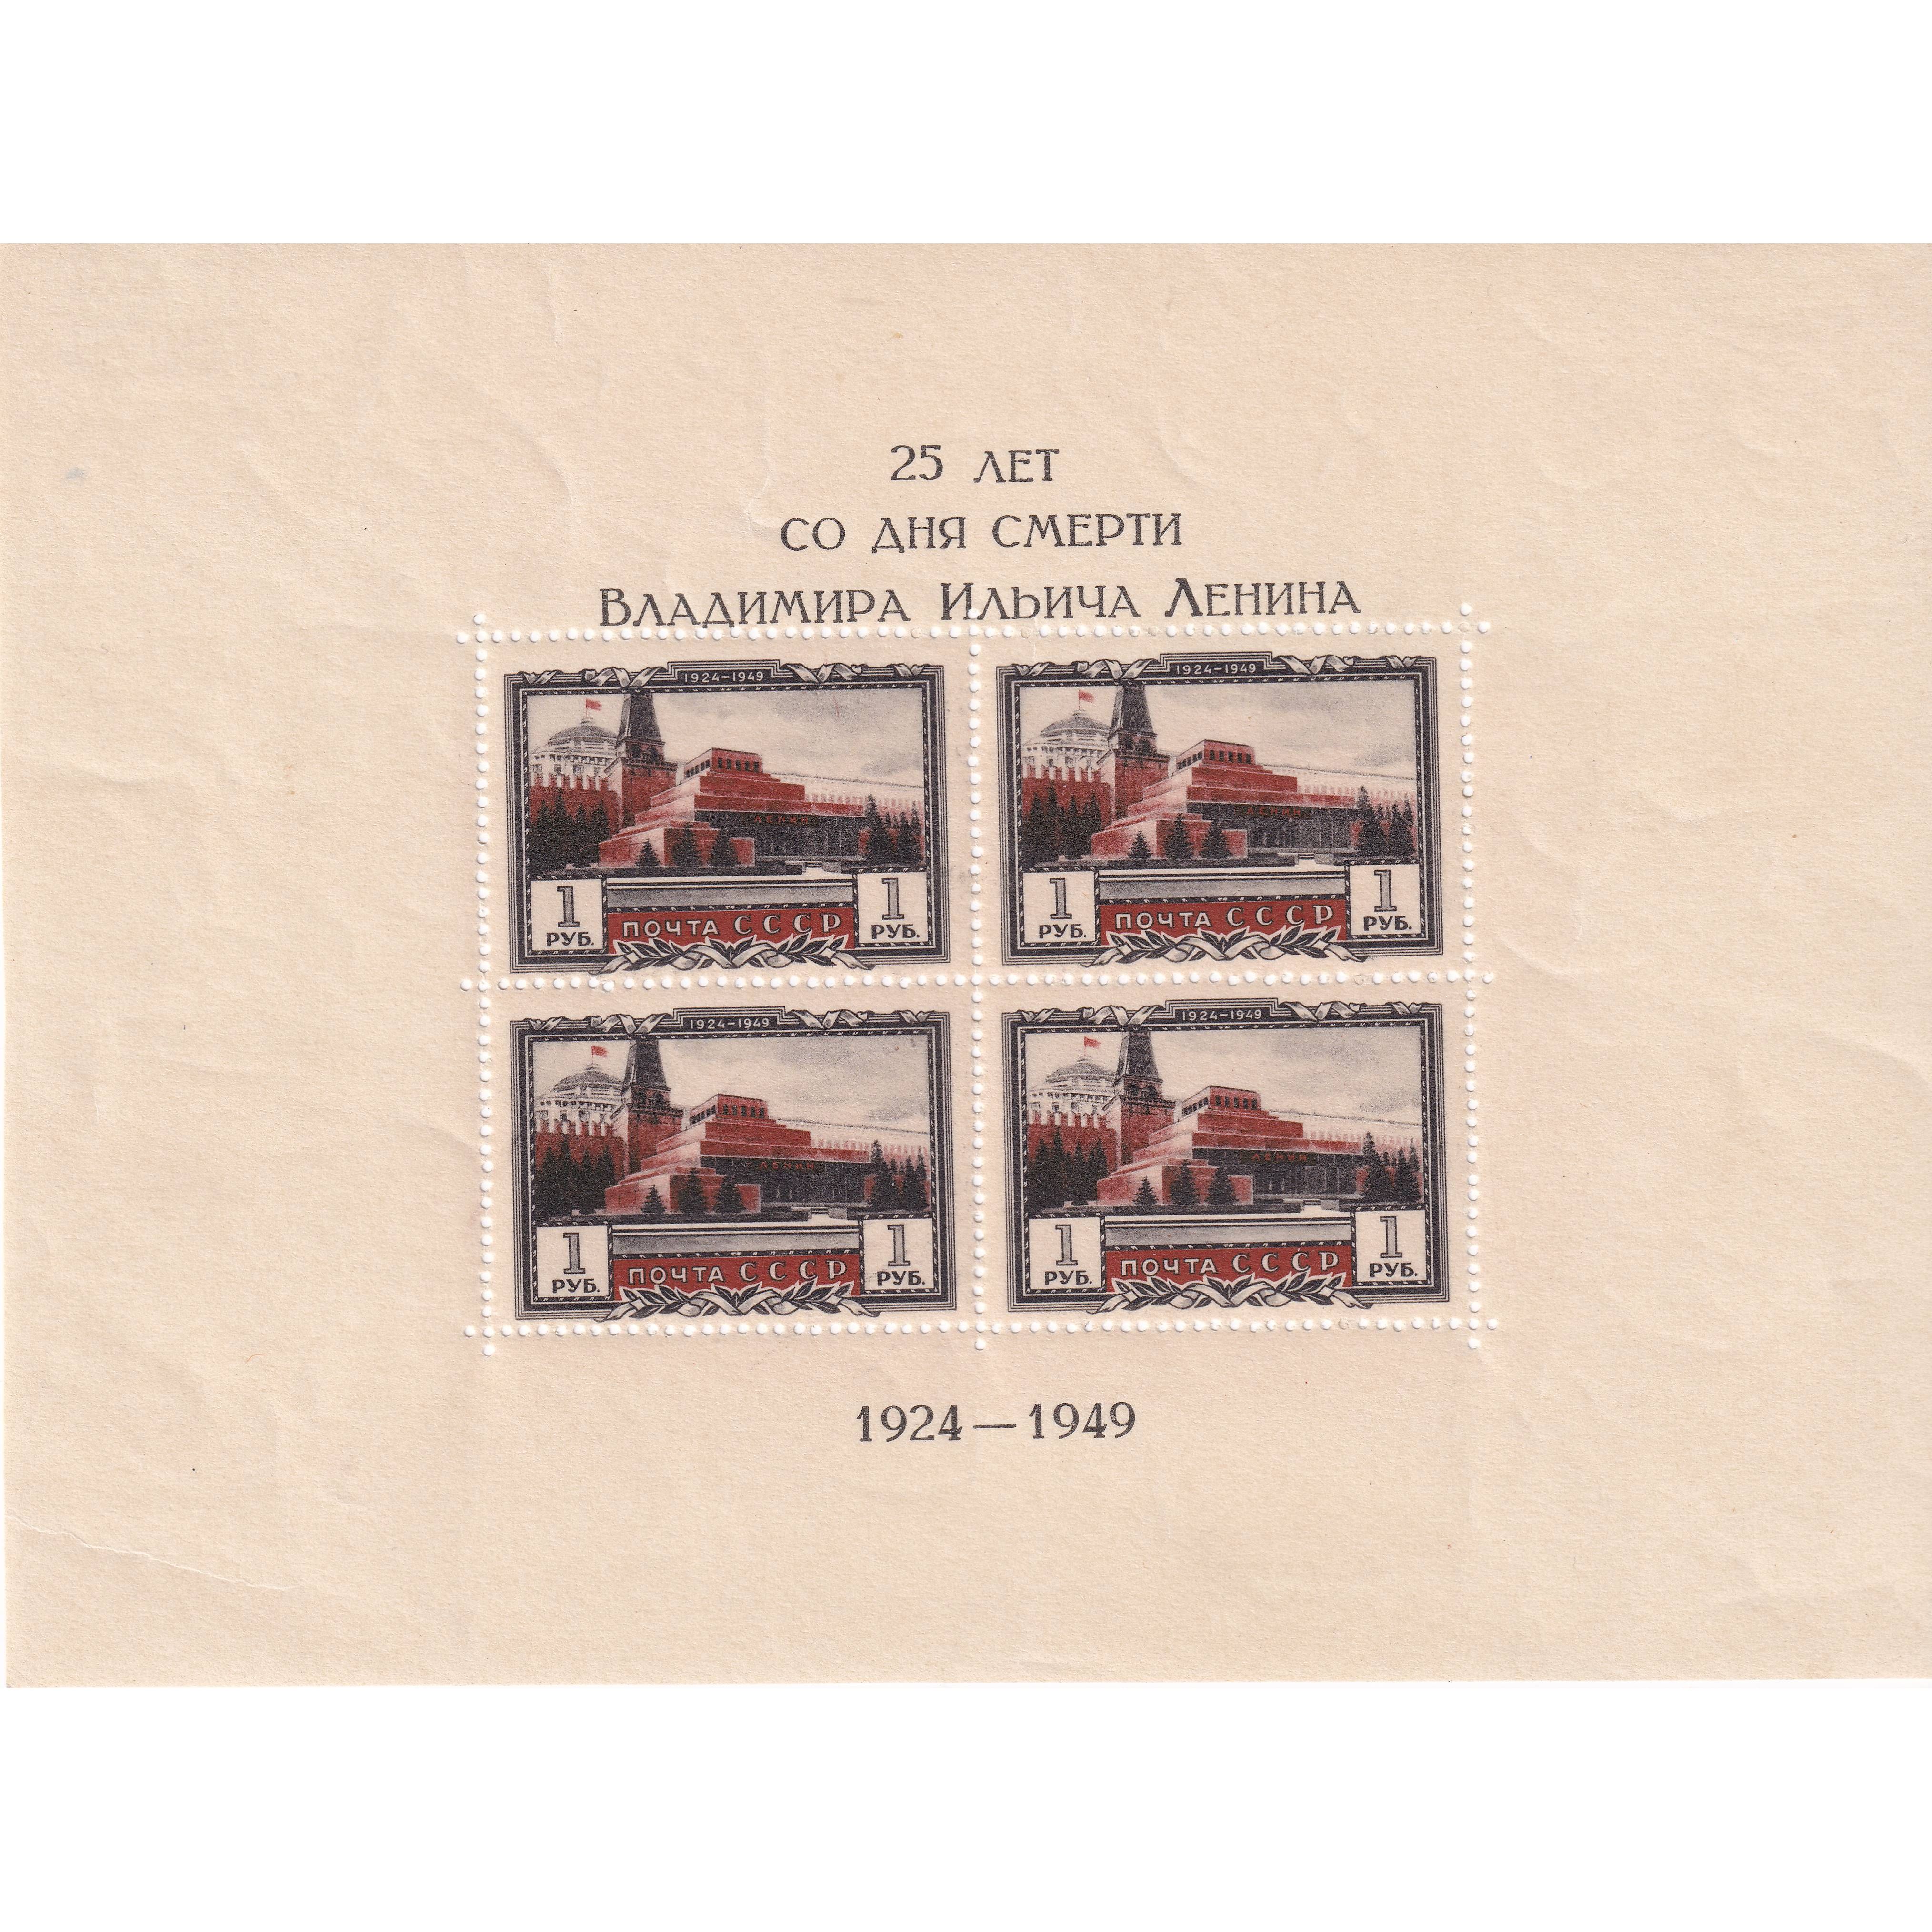 25 ЛЕТ
СО ДНЯ СМЕРТИ
ВЛАДИМИРА ИЛЬИЧА ЛЕНИНА
1924–1949
ЛЕНИН
1 РУБ.
ПОЧТА СССР
1 РУБ.
1924–1949
ЛЕНИН
1 РУБ.
ПОЧТА СССР
1 РУБ.
1924–1949
ЛЕНИН
1 РУБ.
ПОЧТА СССР
1 РУБ.
1924–1949
ЛЕНИН
1 РУБ.
ПОЧТА СССР
1 РУБ.
1924—1949